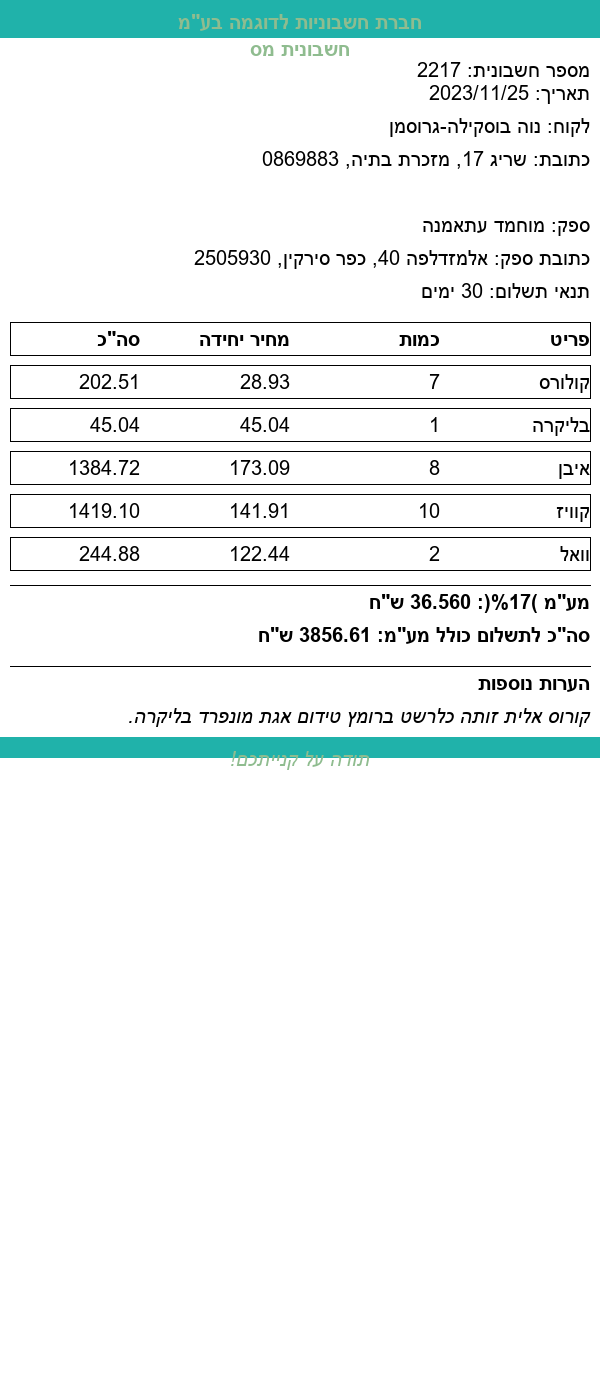 חברת חשבוניות לדוגמה בע"מ
חשבונית מס
מספר חשבונית: 2217
תאריך: 2023/11/25
לקוח: נוה בוסקילה-גרוסמן
כתובת: שריג 17, מזכרת בתיה, 0869883
ספק: מוחמד עתאמנה
כתובת ספק: אלמזדלפה 40, כפר סירקין, 2505930
תנאי תשלום: 30 ימים
פריט כמות מחיר יחידה סה"כ
קולורס 7 28.93 202.51
בליקרה 1 45.04 45.04
איבן 8 173.09 1384.72
קוויז 10 141.91 1419.10
וואל 2 122.44 244.88
מע"מ )17%(: 36.560 ש"ח
סה"כ לתשלום כולל מע"מ: 3856.61 ש"ח
הערות נוספות
קורוס אלית זותה כלרשט ברומץ טידום אגת מונפרד בליקרה.
תודה על קנייתכם!